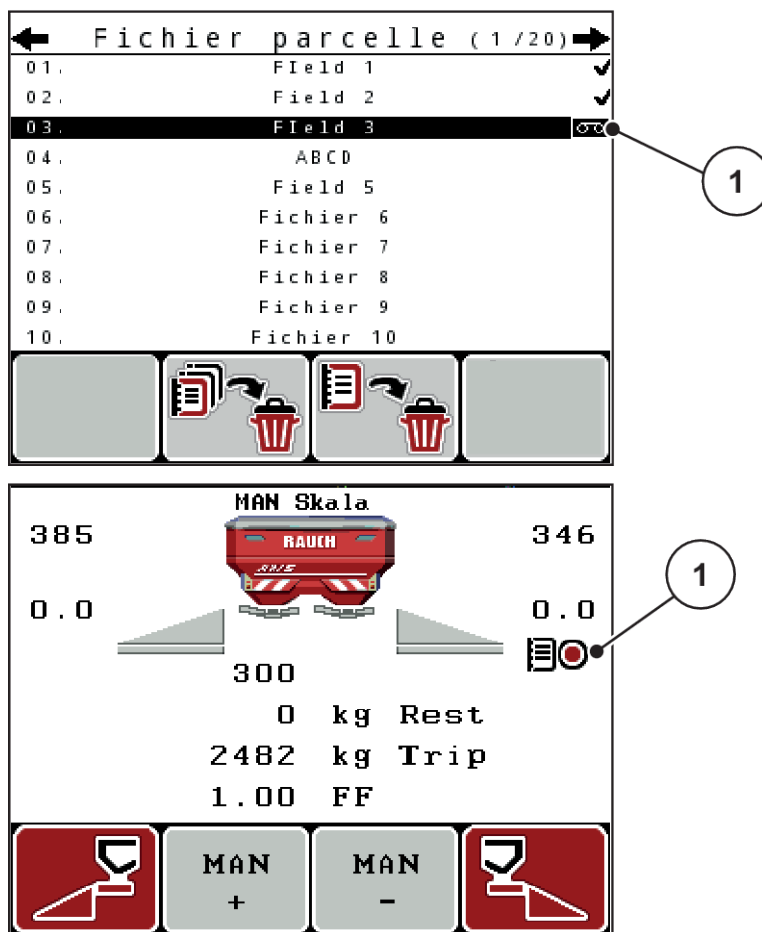 Fichier parcelle (1/20)
01. FIeld 1
02. Field 2
03. FIeld 3
04. ABCD
05. Field 5
06. Fichier 6
07. Fichier 7
08. Fichier 8
09. Fichier 9
10. Fichier 10
1
MAN Skala
385 346
RAUCH
AXIS
0.0 0.0
1
300
0 kg Rest
2482 kg Trip
1.00 FF
MAN + MAN -